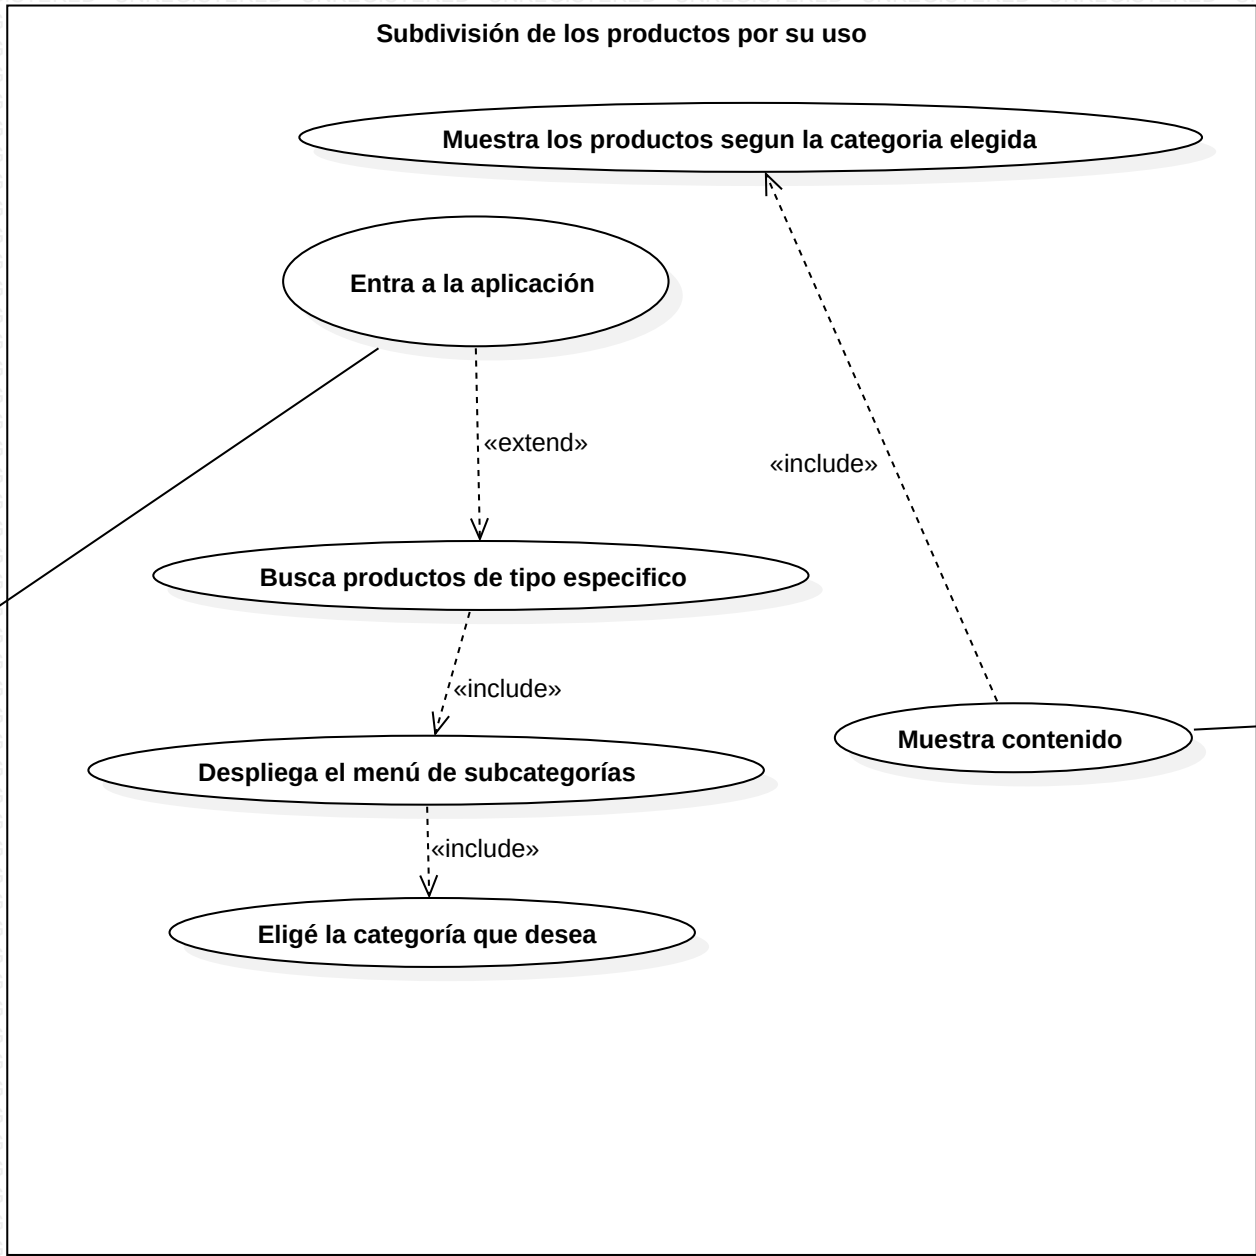 Subdivisión de los productos por su uso
Muestra los productos segun la categoria elegida
Entra a la aplicación
«extend»
«include»
Busca productos de tipo especifico
«include»
Muestra contenido
Despliega el menú de subcategorías
«include»
Eligé la categoría que desea